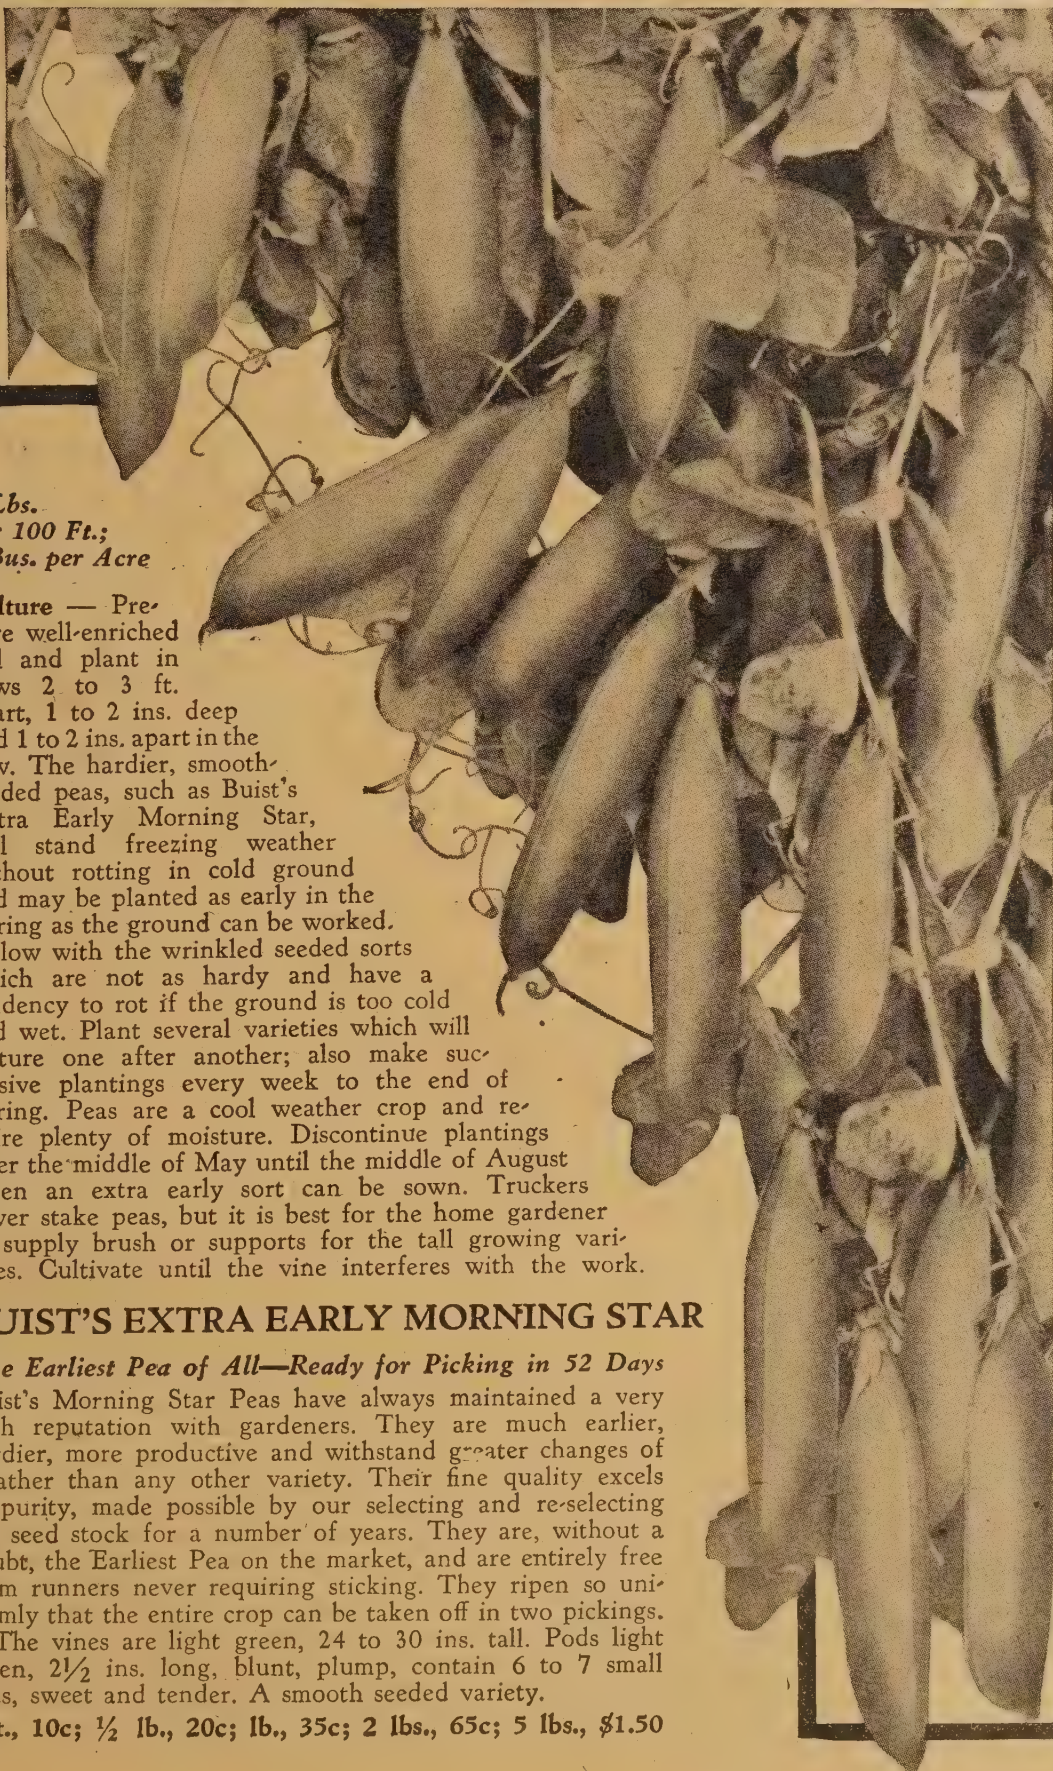 Lbs.
100 Ft.;
Bus. per Acre
lture — Pre-
re well-enriched
l and plant in
ws 2 to 3 ft.
art, 1 to 2 ins. deep
d 1 to 2 ins. apart in the
w. The hardier, smooth-
ded peas, such as Buist's
tra Early Morning Star,
l stand freezing weather
hout rotting in cold ground
d may be planted as early in the
ring as the ground can be worked.
low with the wrinkled seeded sorts
ich are not as hardy and have a
dency to rot if the ground is too cold
d wet. Plant several varieties which will
ture one after another; also make suc-
sive plantings every week to the end of
ring. Peas are a cool weather crop and re-
re plenty of moisture. Discontinue plantings
er the middle of May until the middle of August
en an extra early sort can be sown. Truckers
ver stake peas, but it is best for the home gardener
supply brush or supports for the tall growing vari-
es. Cultivate until the vine interferes with the work.
UIST'S EXTRA EARLY MORNING STAR
e Earliest Pea of All—Ready for Picking in 52 Days
ist's Morning Star Peas have always maintained a very
h reputation with gardeners. They are much earlier,
dier, more productive and withstand greater changes of
ather than any other variety. Their fine quality excels
purity, made possible by our selecting and re-selecting
seed stock for a number of years. They are, without a
ubt, the Earliest Pea on the market, and are entirely free
m runners never requiring sticking. They ripen so uni-
mly that the entire crop can be taken off in two pickings.
The vines are light green, 24 to 30 ins. tall. Pods light
en, 2½ ins. long, blunt, plump, contain 6 to 7 small
s, sweet and tender. A smooth seeded variety.
t., 10c; ½ lb., 20c; lb., 35c; 2 lbs., 65c; 5 lbs., $1.50